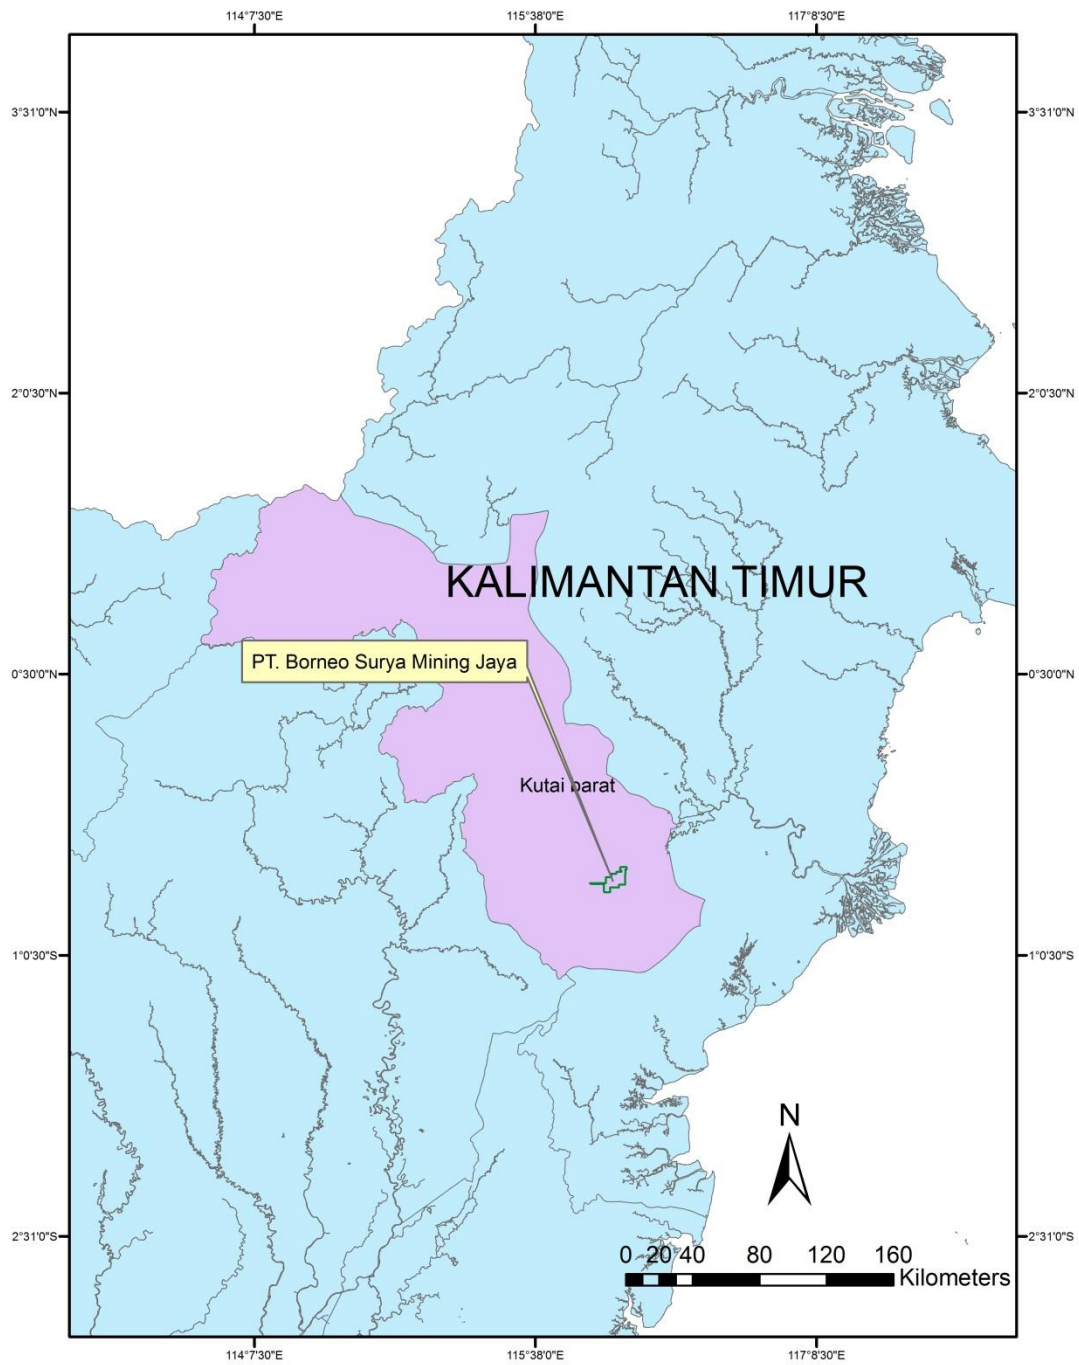 114°7'30"E 115°38'0"E 117°8'30"E
3°31'0"N 3°31'0"N
2°0'30"N 2°0'30"N
KALIMANTAN TIMUR
PT. Borneo Surya Mining Jaya
0°30'0"N 0°30'0"N
Kutai barat
1°0'30"S 1°0'30"S
N
2°31'0"S 2°31'0"S
0 20 40 80 120 160
Kilometers
114°7'30"E 115°38'0"E 117°8'30"E